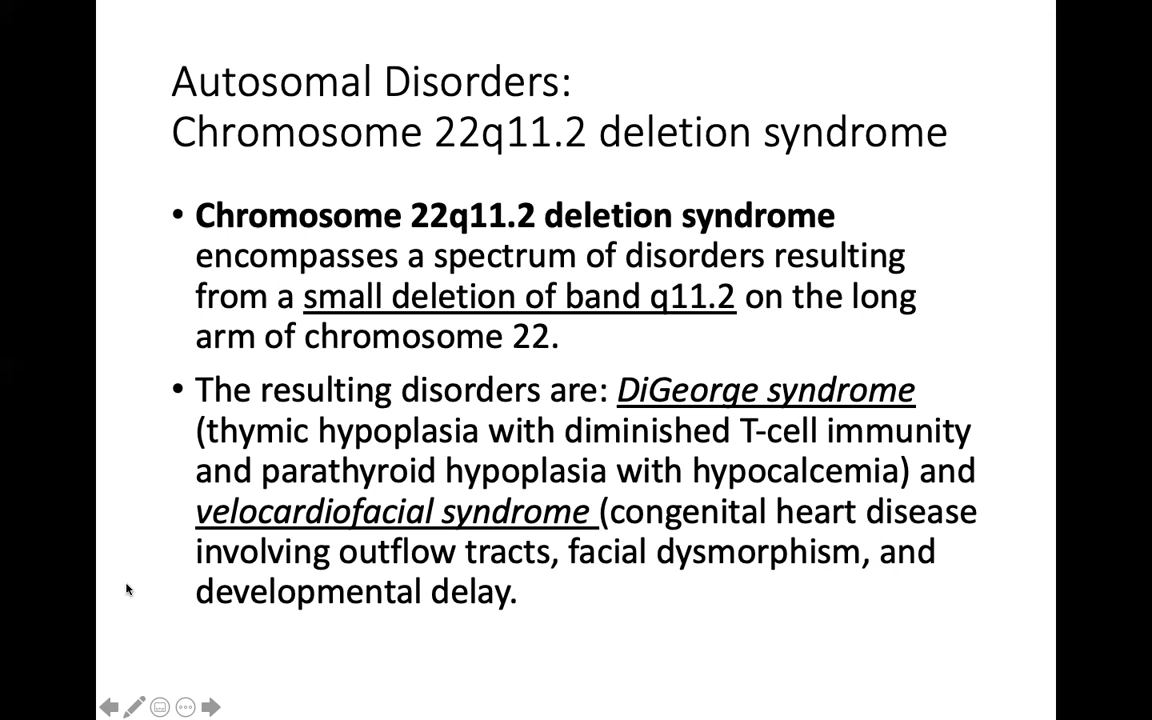 Autosomal Disorders:
Chromosome 22q11.2 deletion syndrome
• Chromosome 22q11.2 deletion syndrome
encompasses a spectrum of disorders resulting
from a small deletion of band q11.2 on the long
arm of chromosome 22.
• The resulting disorders are: DiGeorge syndrome
(thymic hypoplasia with diminished T-cell immunity
and parathyroid hypoplasia with hypocalcemia) and
velocardiofacial syndrome (congenital heart disease
involving outflow tracts, facial dysmorphism, and
developmental delay.